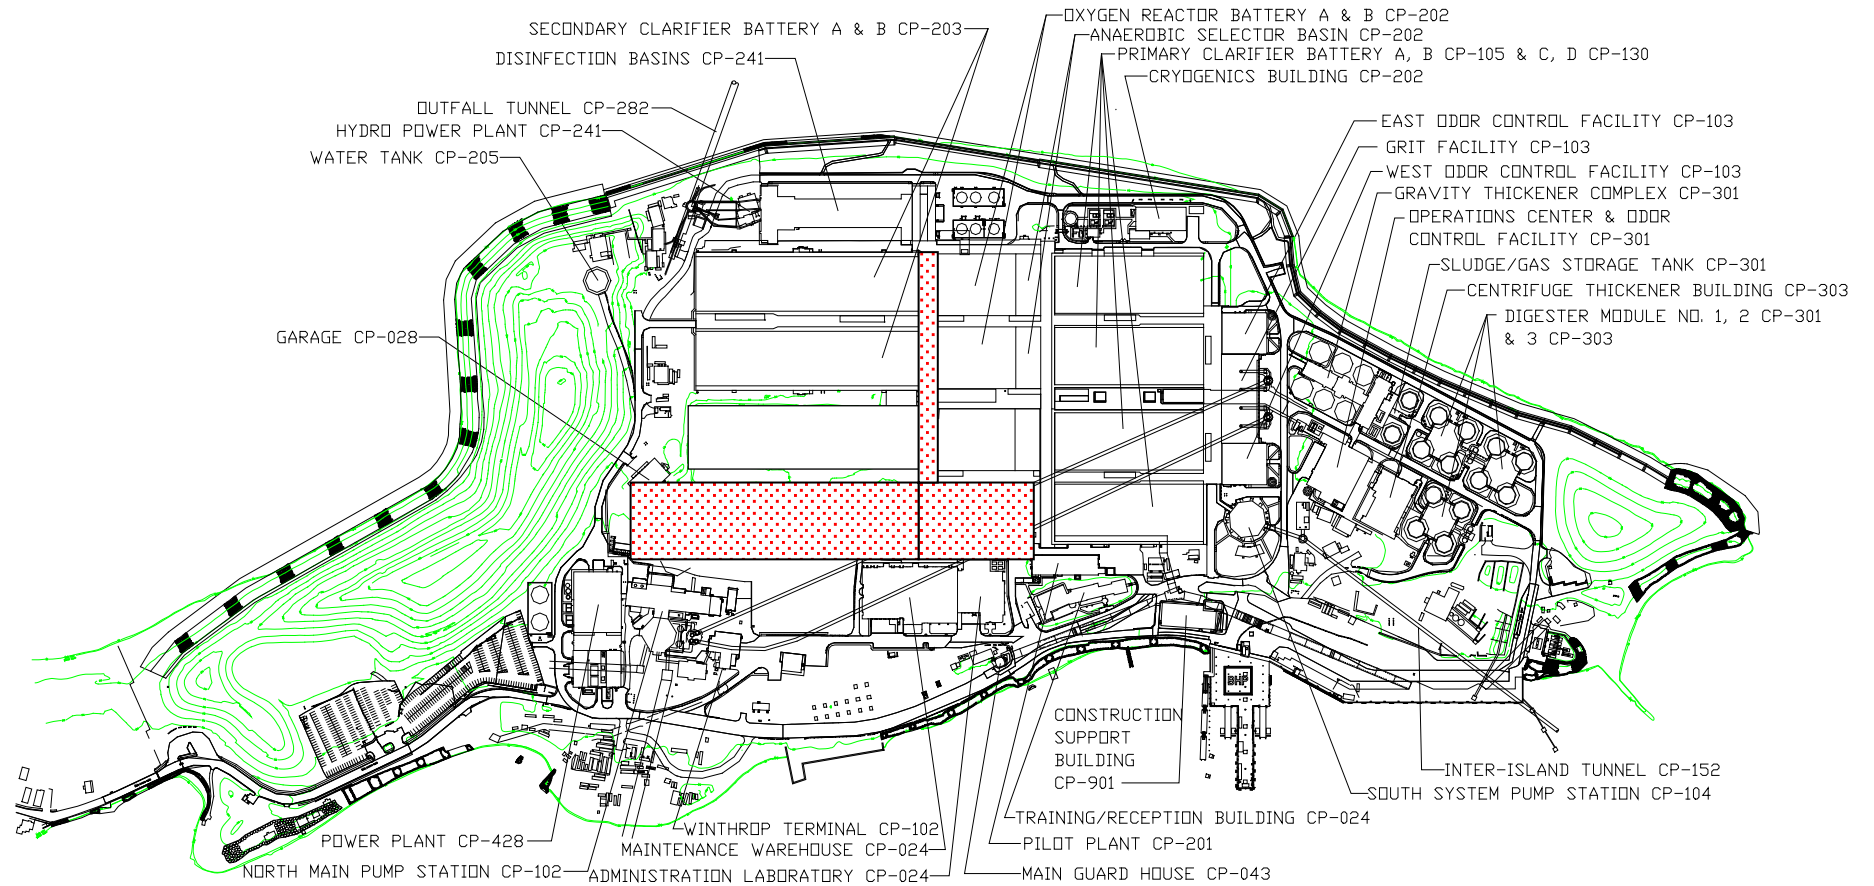 SECONDARY CLARIFIER BATTERY A & B CP-203
DISINFECTION BASINS CP-241
OUTFALL TUNNEL CP-282
HYDRO POWER PLANT CP-241
WATER TANK CP-205
OXYGEN REACTOR BATTERY A & B CP-202
ANAEROBIC SELECTOR BASIN CP-202
PRIMARY CLARIFIER BATTERY A, B CP-105 & C, D CP-130
CRYOGENICS BUILDING CP-202
EAST ODOR CONTROL FACILITY CP-103
GRIT FACILITY CP-103
WEST ODOR CONTROL FACILITY CP-103
GRAVITY THICKENER COMPLEX CP-301
OPERATIONS CENTER & ODOR
CONTROL FACILITY CP-301
SLUDGE/GAS STORAGE TANK CP-301
CENTRIFUGE THICKENER BUILDING CP-303
DIGESTER MODULE NO. 1, 2 CP-301
& 3 CP-303
GARAGE CP-028
BHP
CONSTRUCTION
SUPPORT
BUILDING
CP-901
INTER-ISLAND TUNNEL CP-152
SOUTH SYSTEM PUMP STATION CP-104
TRAINING/RECEPTION BUILDING CP-024
PILOT PLANT CP-201
MAIN GUARD HOUSE CP-043
WINTHROP TERMINAL CP-102
MAINTENANCE WAREHOUSE CP-024
ADMINISTRATION LABORATORY CP-024
POWER PLANT CP-428
NORTH MAIN PUMP STATION CP-102